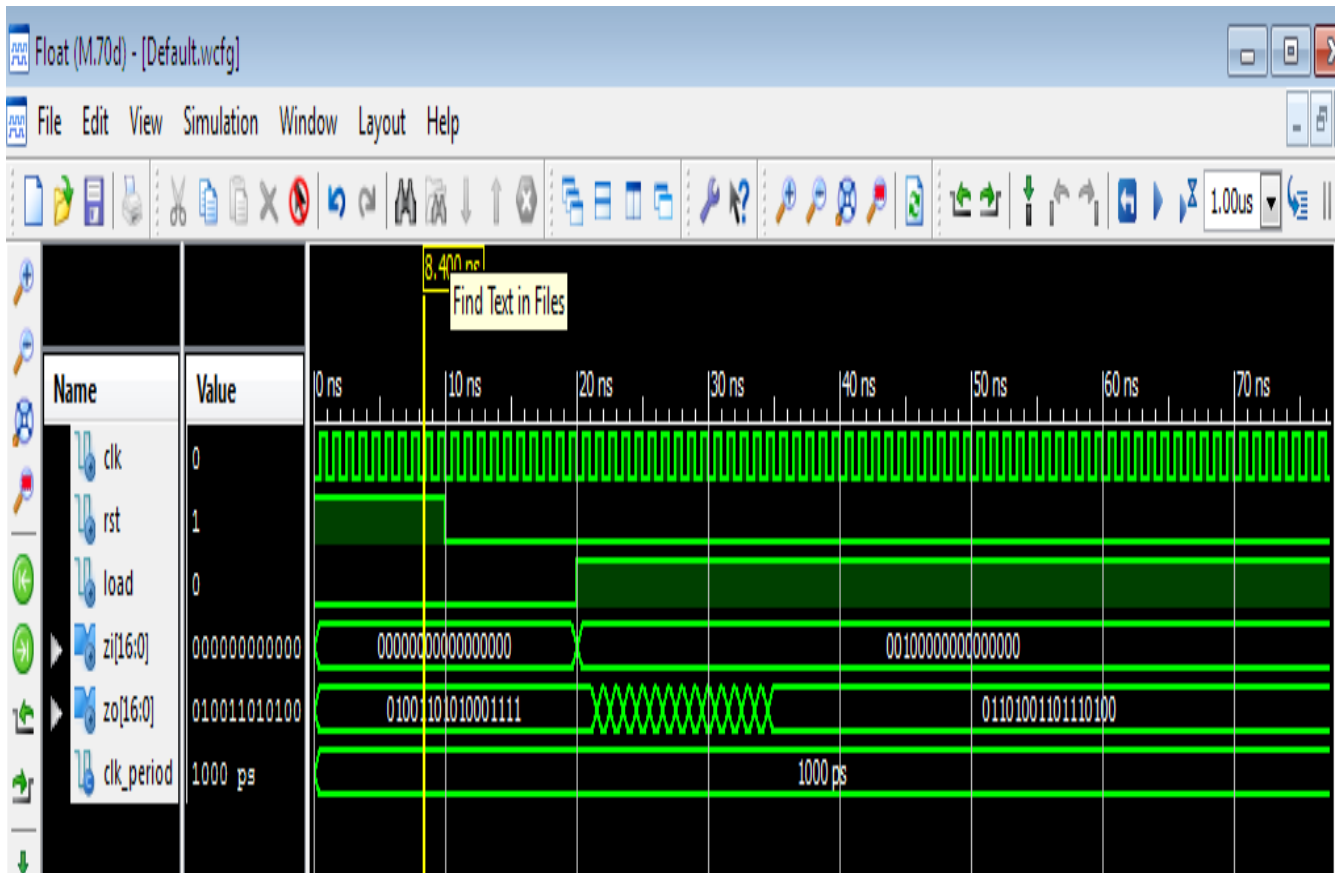 Float (M.70d) - [Default.wcfg]
File Edit View Simulation Window Layout Help
1.00us
8.400 ns
Find Text in Files
Name Value 0 ns 10 ns 20 ns 30 ns 40 ns 50 ns 60 ns 70 ns
clk 0
rst 1
load 0
zi[16:0] 000000000000 00000000000000000 00100000000000000
zo[16:0] 010011010100 01001101010001111 01101001101110100
clk_period 1000 ps 1000 ps